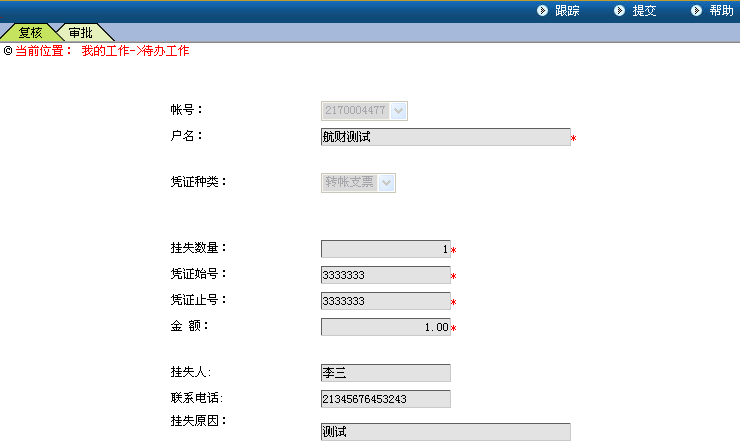 跟踪 提交 帮助
复核 审批
当前位置： 我的工作->待办工作
帐号： 2170004477
户名： 航财测试 *
凭证种类： 转帐支票
挂失数量： 1 *
凭证始号： 3333333 *
凭证止号： 3333333 *
金 额： 1.00 *
挂失人: 李三
联系电话: 21345676453243
挂失原因： 测试